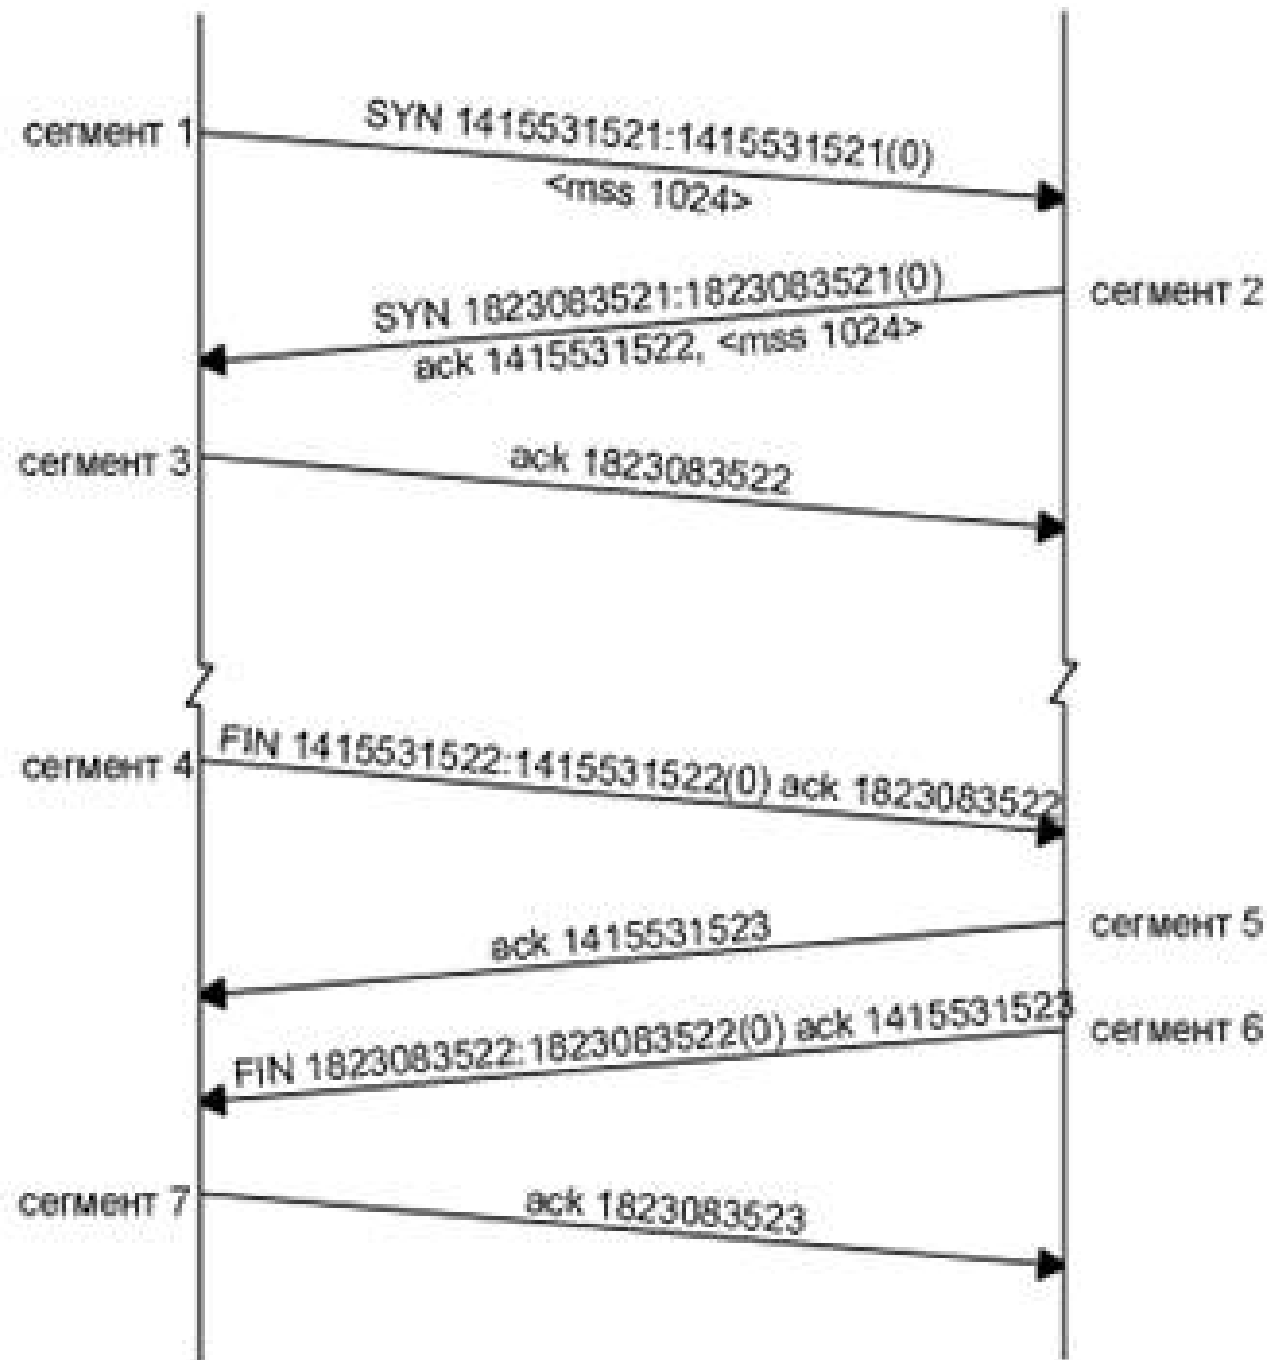 сегмент 1
SYN 1415531521:1415531521(0)
<mss 1024>
SYN 1823083521:1823083521(0)
сегмент 2
ack 1415531522, <mss 1024>
сегмент 3
ack 1823083522
сегмент 4
FIN 1415531522:1415531522(0) ack 1823083522
ack 1415531523
сегмент 5
FIN 1823083522:1823083522(0) ack 1415531523
сегмент 6
сегмент 7
ack 1823083523